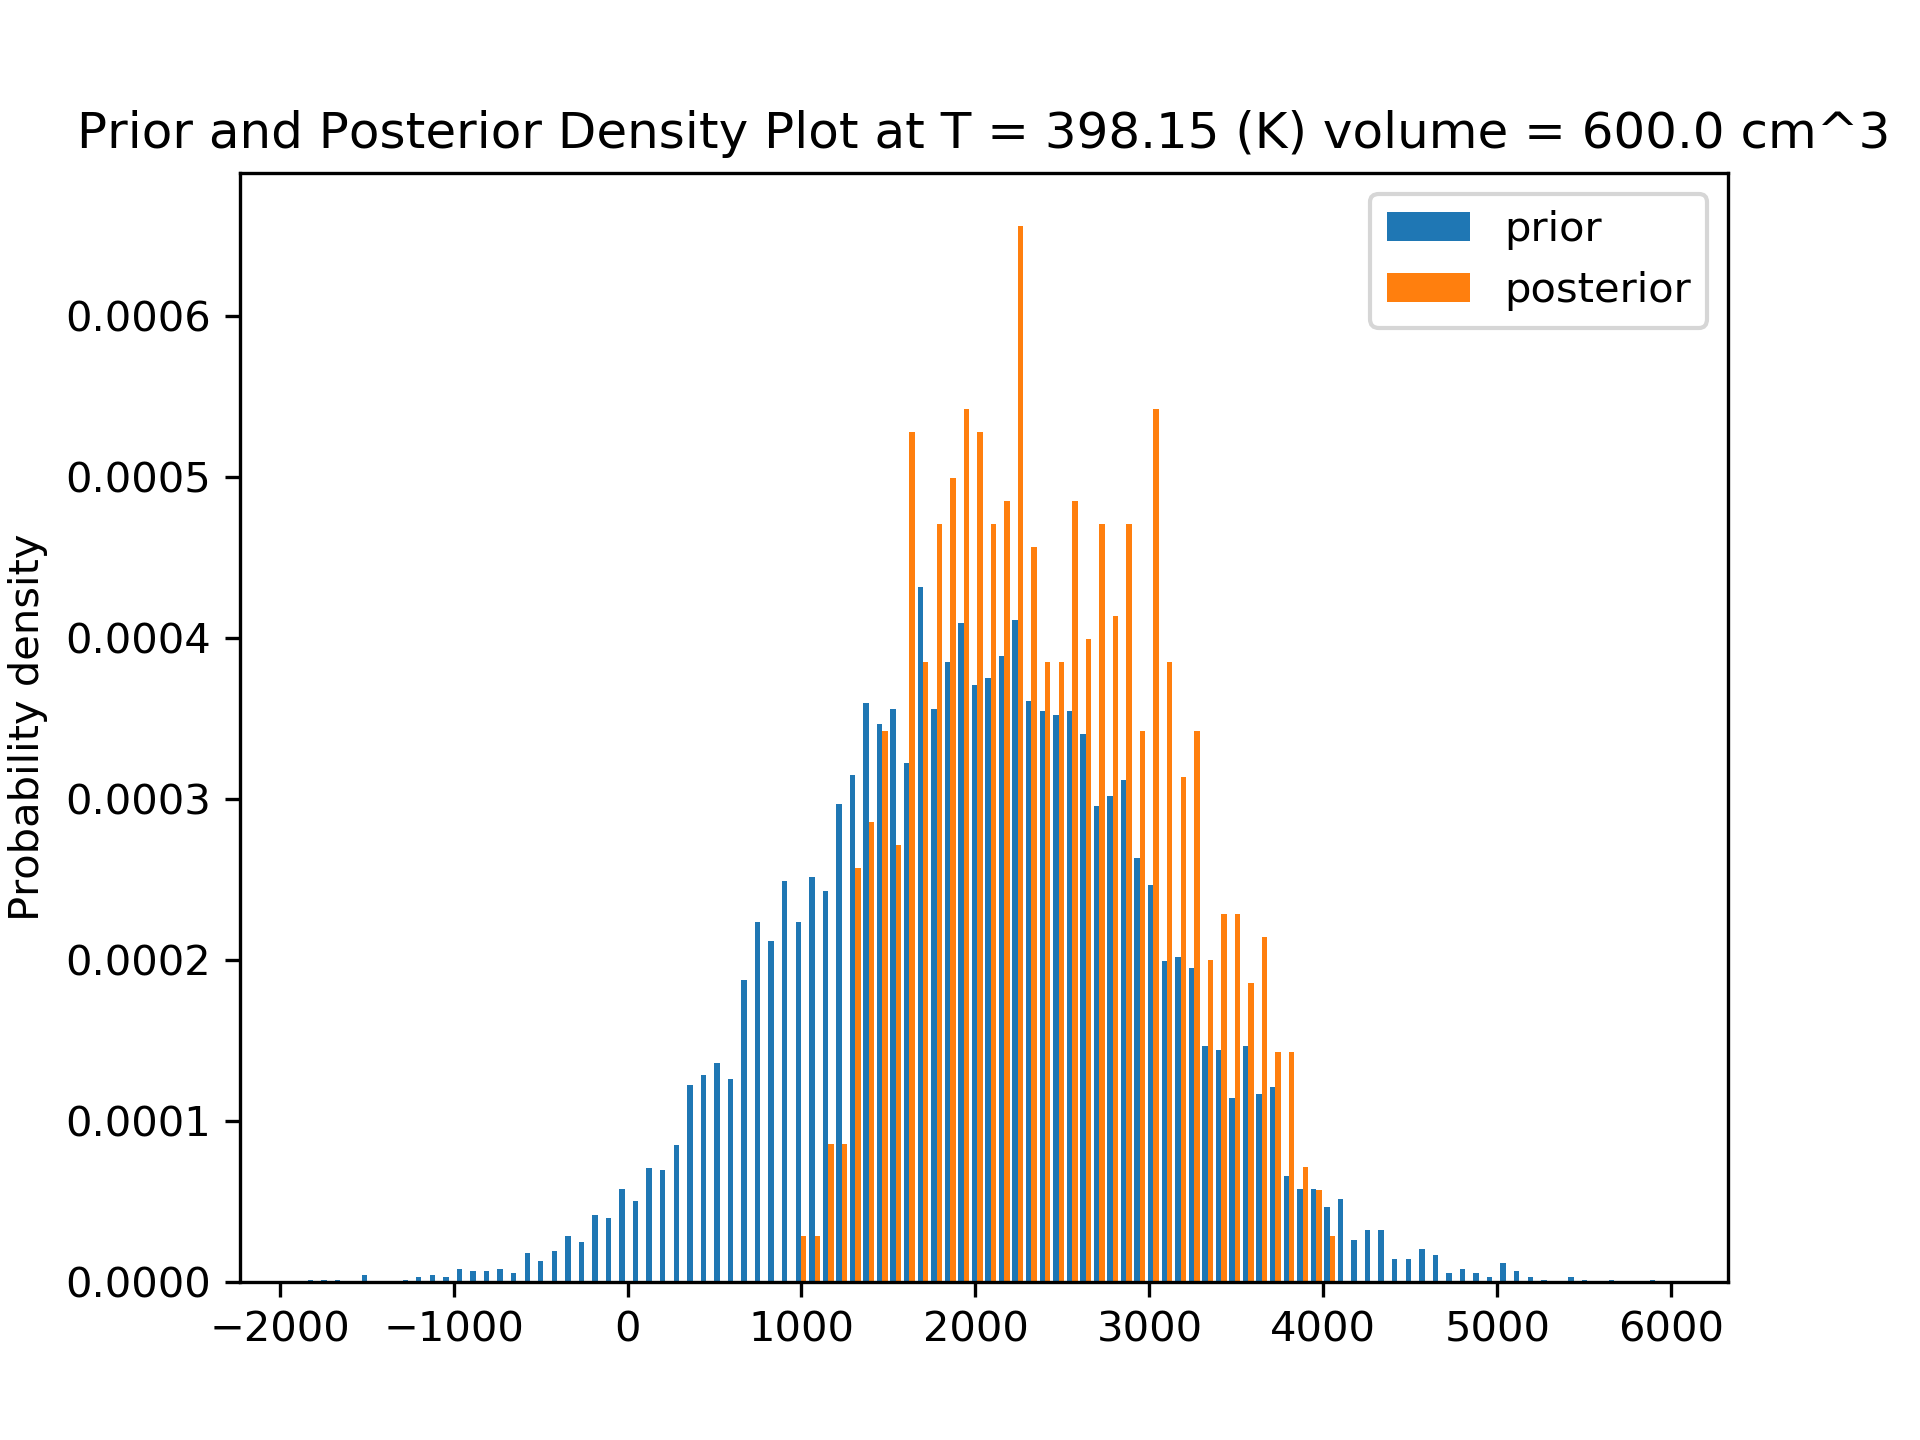 Prior and Posterior Density Plot at T = 398.15 (K) volume = 600.0 cm^3
prior
posterior
Probability density
0.0006
0.0005
0.0004
0.0003
0.0002
0.0001
0.0000
−2000 −1000 0 1000 2000 3000 4000 5000 6000